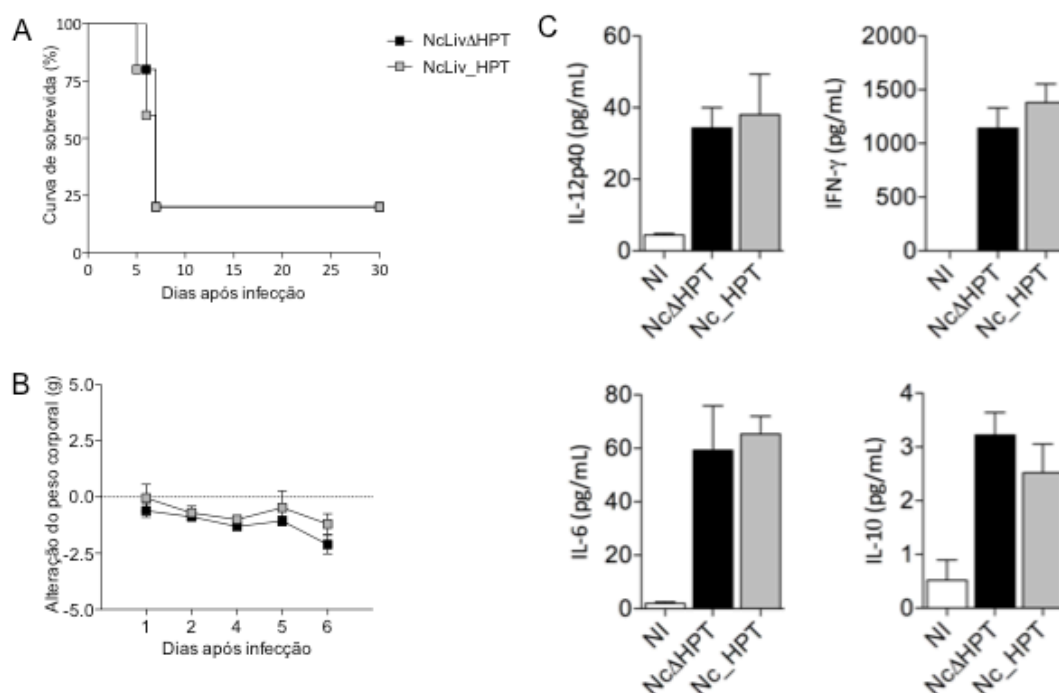 A
Curva de sobrevida (%)
100
75
50
25
0
0 5 10 15 20 25 30
Dias após infecção
NcLivΔHPT
NcLiv_HPT
B
Alteração do peso corporal (g)
5.0
2.5
0.0
-2.5
-5.0
1 2 4 5 6
Dias após infecção
C
IL-12p40 (pg/mL)
60
40
20
0
NI NcΔHPT Nc_HPT
IFN-γ (pg/mL)
2000
1500
1000
500
0
NI NcΔHPT Nc_HPT
IL-6 (pg/mL)
80
60
40
20
0
NI NcΔHPT Nc_HPT
IL-10 (pg/mL)
4
3
2
1
0
NI NcΔHPT Nc_HPT